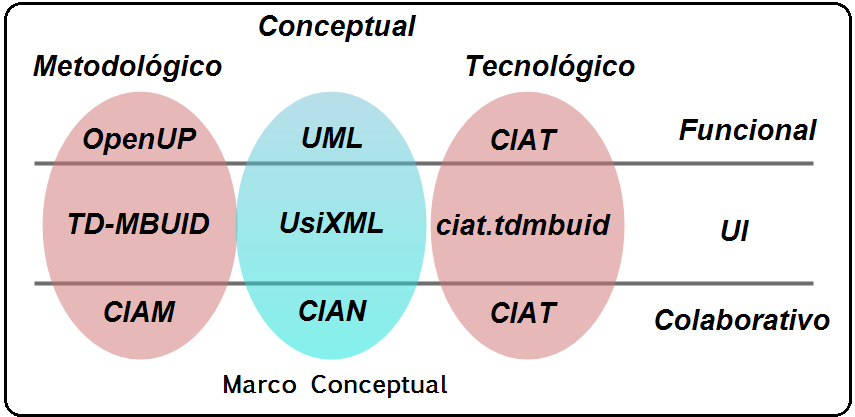 Conceptual
Metodológico
Tecnológico
OpenUP
UML
CIAT
Funcional
TD-MBUID
UsiXML
ciat.tdmbuid
UI
CIAM
CIAN
CIAT
Colaborativo
Marco Conceptual